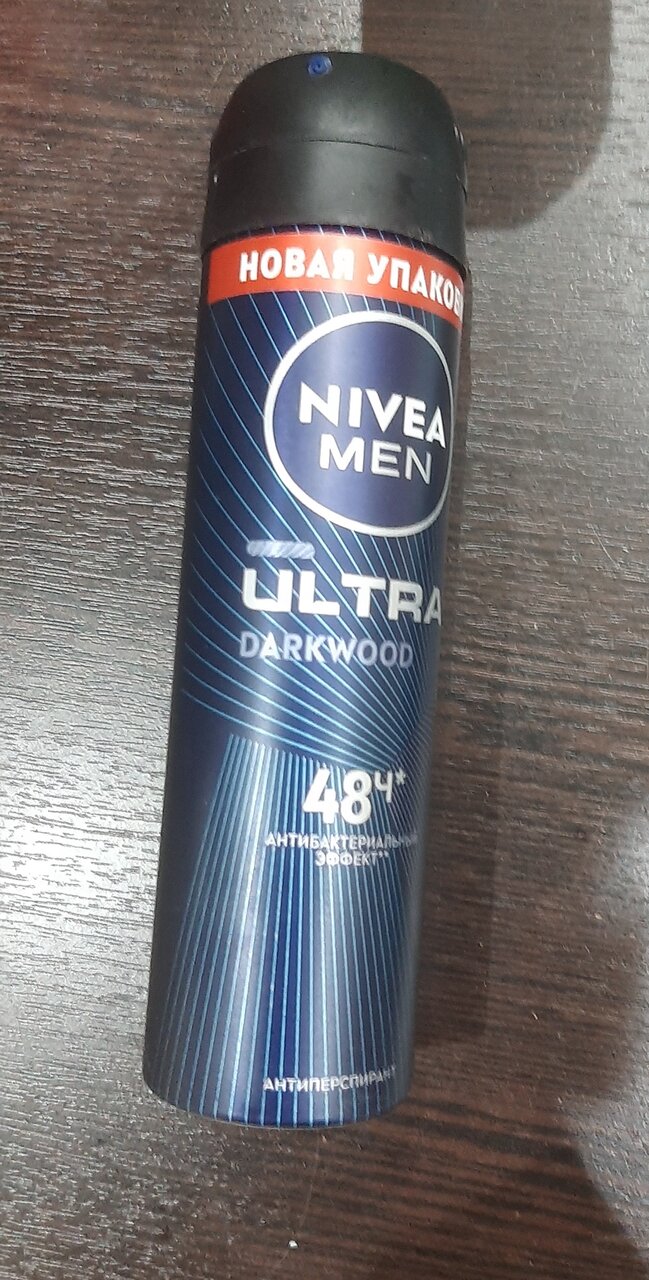 НОВАЯ УПАКОВ
NIVEA
MEN
ULTRA
DARKWOOD
48ч*
АНТИБАКТЕРИАЛЬНЫЙ
ЭФФЕКТ**
АНТИПЕРСПИРАНТ